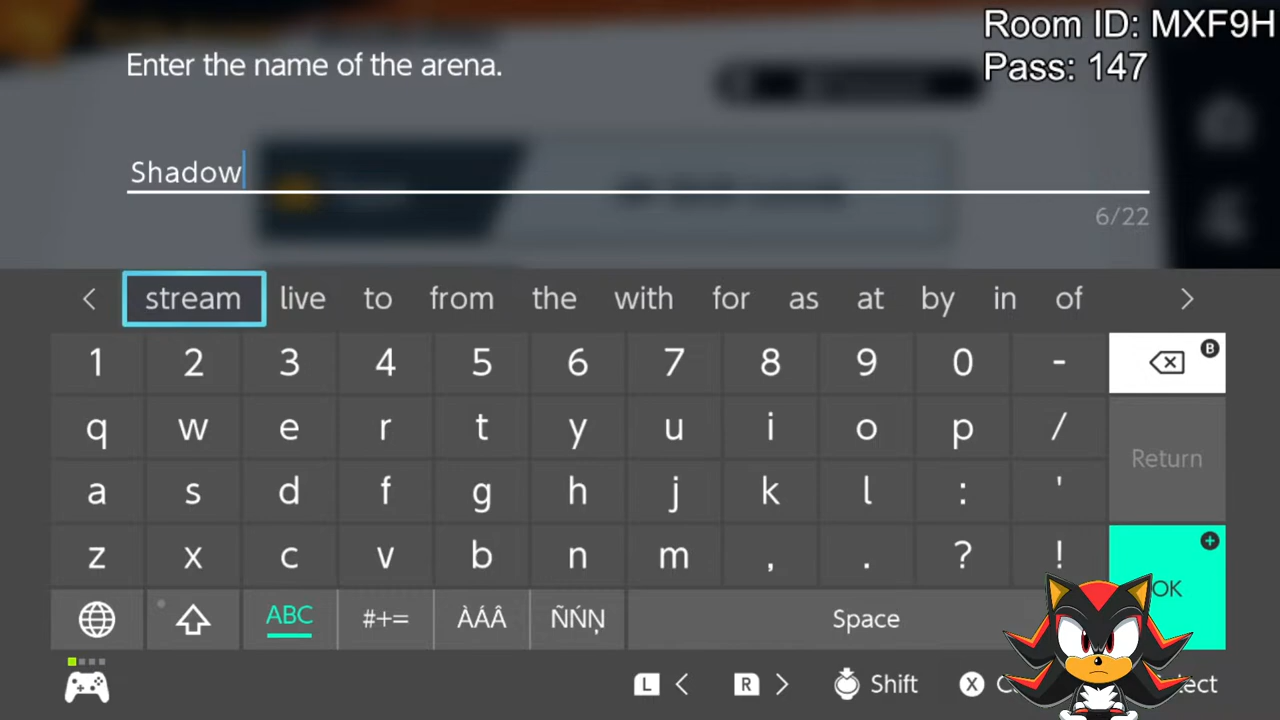 Room ID: MXF9H
Pass: 147
Enter the name of the arena.
Shadow
6/22
< stream live to from the with for as at by in of >
1 2 3 4 5 6 7 8 9 0 - B
q w e r t y u i o p /
a s d f g h j k l : ' Return
z x c v b n m , . ? ! +
OK
ABC #+= ÀÁÂ ÑŃŅ Space
L < R > Shift X